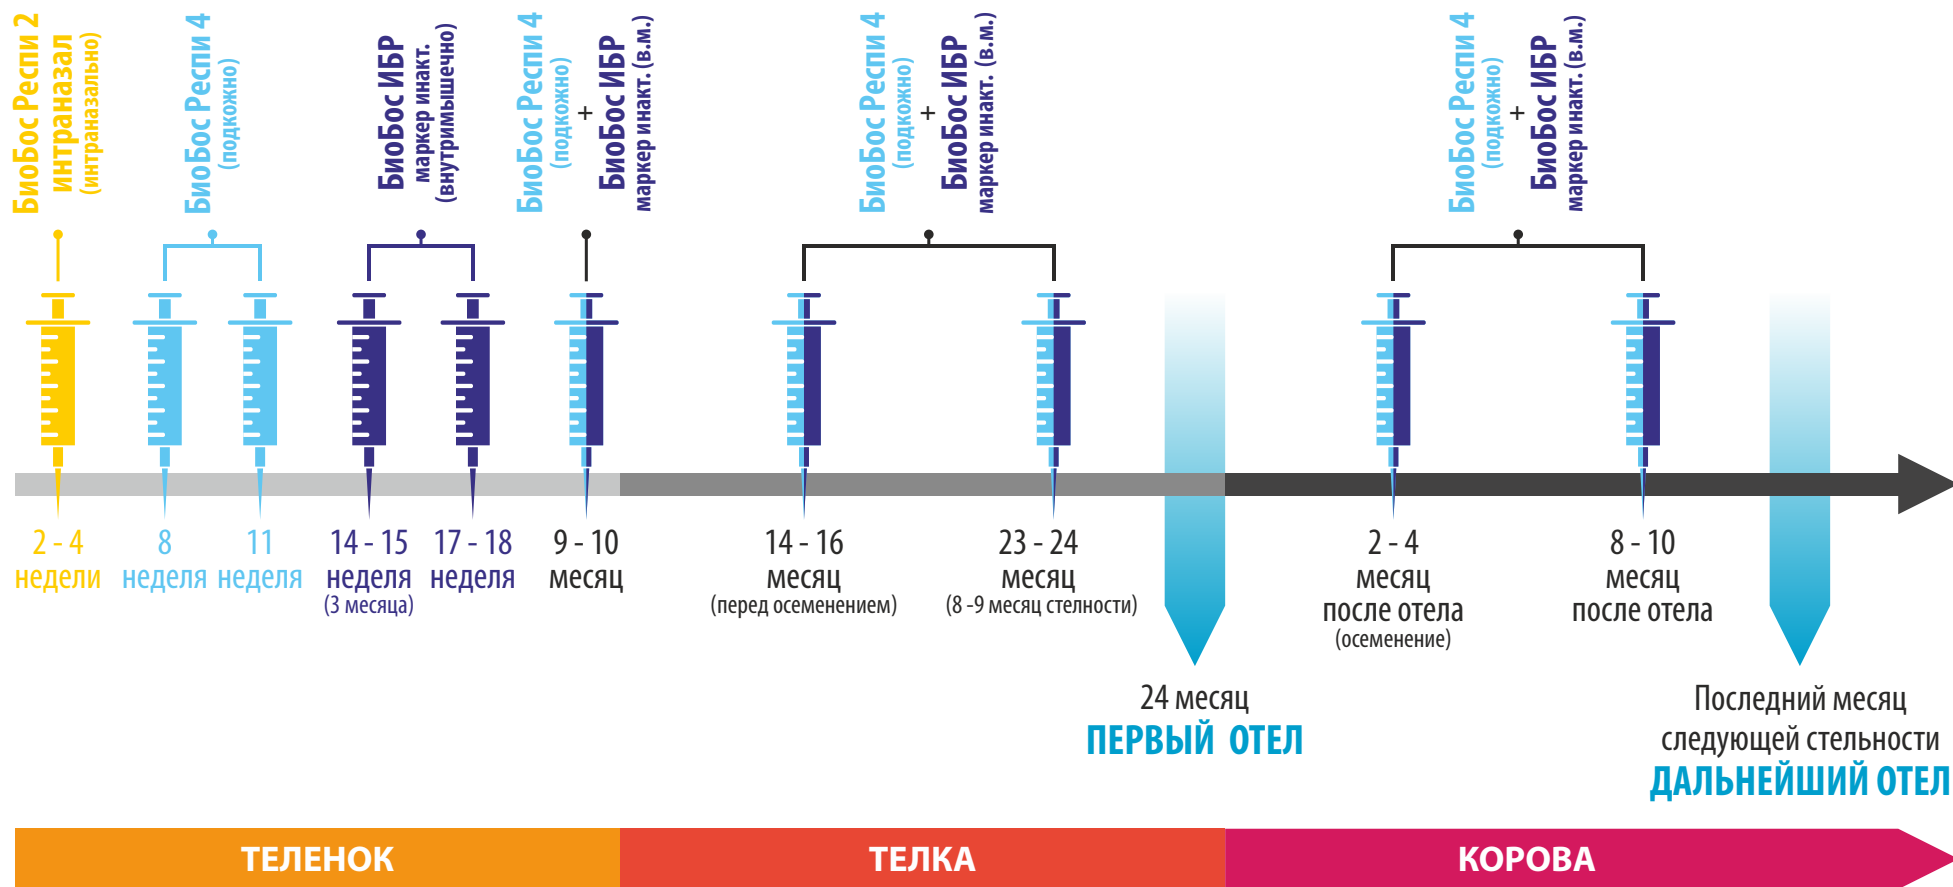 БиоБос Респи 2
интраназал
(интраназально)
БиоБос Респи 4
(подкожно)
БиоБос ИБР
маркер инакт.
(внутримышечно)
БиоБос Респи 4
(подкожно)
+
БиоБос ИБР
маркер инакт. (в.м.)
БиоБос Респи 4
(подкожно)
+
БиоБос ИБР
маркер инакт. (в.м.)
БиоБос Респи 4
(подкожно)
+
БиоБос ИБР
маркер инакт. (в.м.)
2 - 4
недели
8
неделя
11
неделя
14 - 15
неделя
(3 месяца)
17 - 18
неделя
9 - 10
месяц
14 - 16
месяц
(перед осеменением)
23 - 24
месяц
(8 -9 месяц стелности)
2 - 4
месяц
после отела
(осеменение)
8 - 10
месяц
после отела
24 месяц
ПЕРВЫЙ ОТЕЛ
Последний месяц
следующей стельности
ДАЛЬНЕЙШИЙ ОТЕЛ
ТЕЛЕНОК
ТЕЛКА
КОРОВА